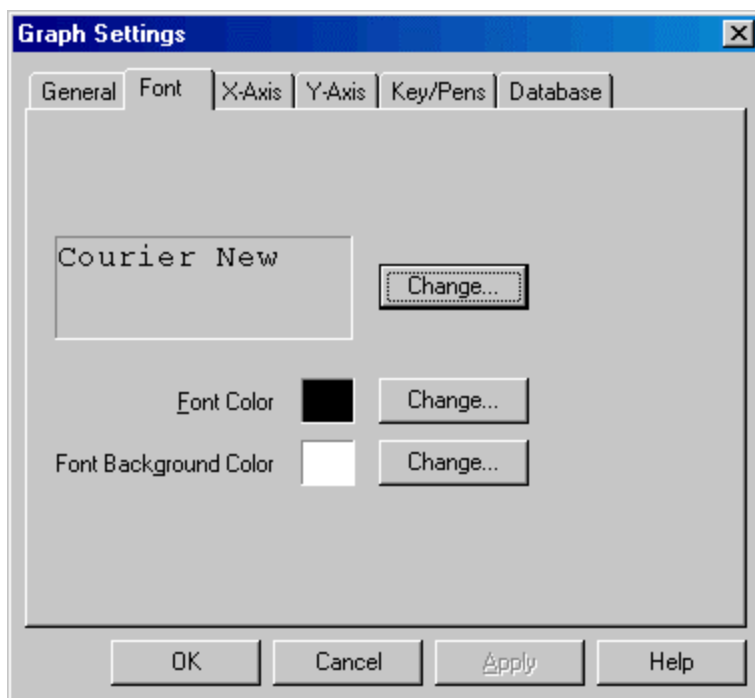 Graph Settings
General Font X-Axis Y-Axis Key/Pens Database
Courier New
Change...
Font Color Change...
Font Background Color Change...
OK Cancel Apply Help